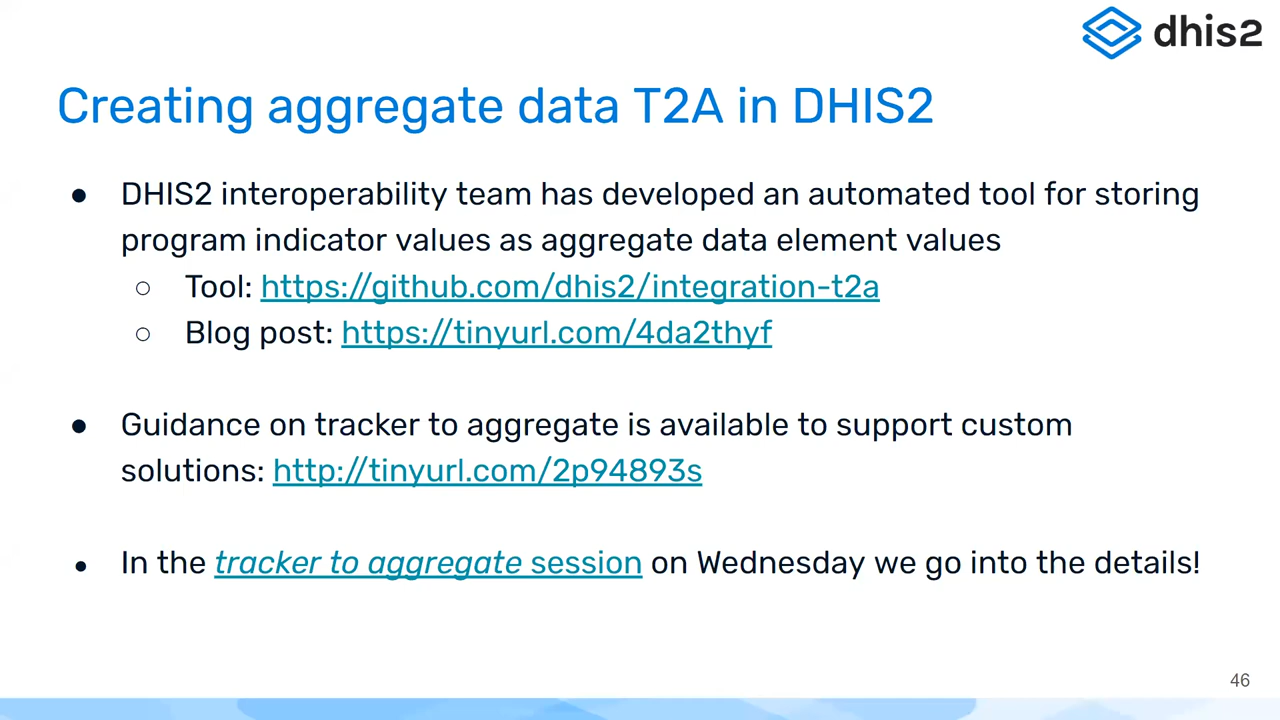 dhis2
Creating aggregate data T2A in DHIS2
● DHIS2 interoperability team has developed an automated tool for storing
program indicator values as aggregate data element values
○ Tool: https://github.com/dhis2/integration-t2a
○ Blog post: https://tinyurl.com/4da2thyf
● Guidance on tracker to aggregate is available to support custom
solutions: http://tinyurl.com/2p94893s
● In the tracker to aggregate session on Wednesday we go into the details!
46